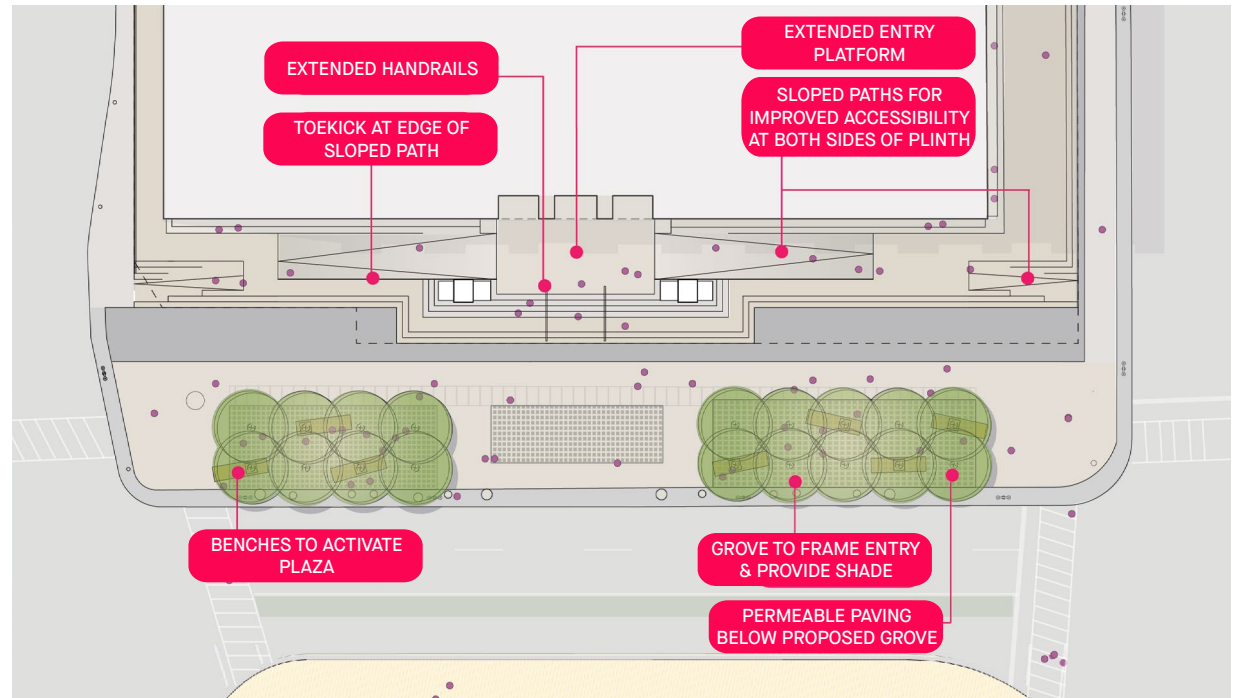 EXTENDED HANDRAILS
TOEKICK AT EDGE OF
SLOPED PATH
EXTENDED ENTRY
PLATFORM
SLOPED PATHS FOR
IMPROVED ACCESSIBILITY
AT BOTH SIDES OF PLINTH
BENCHES TO ACTIVATE
PLAZA
GROVE TO FRAME ENTRY
& PROVIDE SHADE
PERMEABLE PAVING
BELOW PROPOSED GROVE